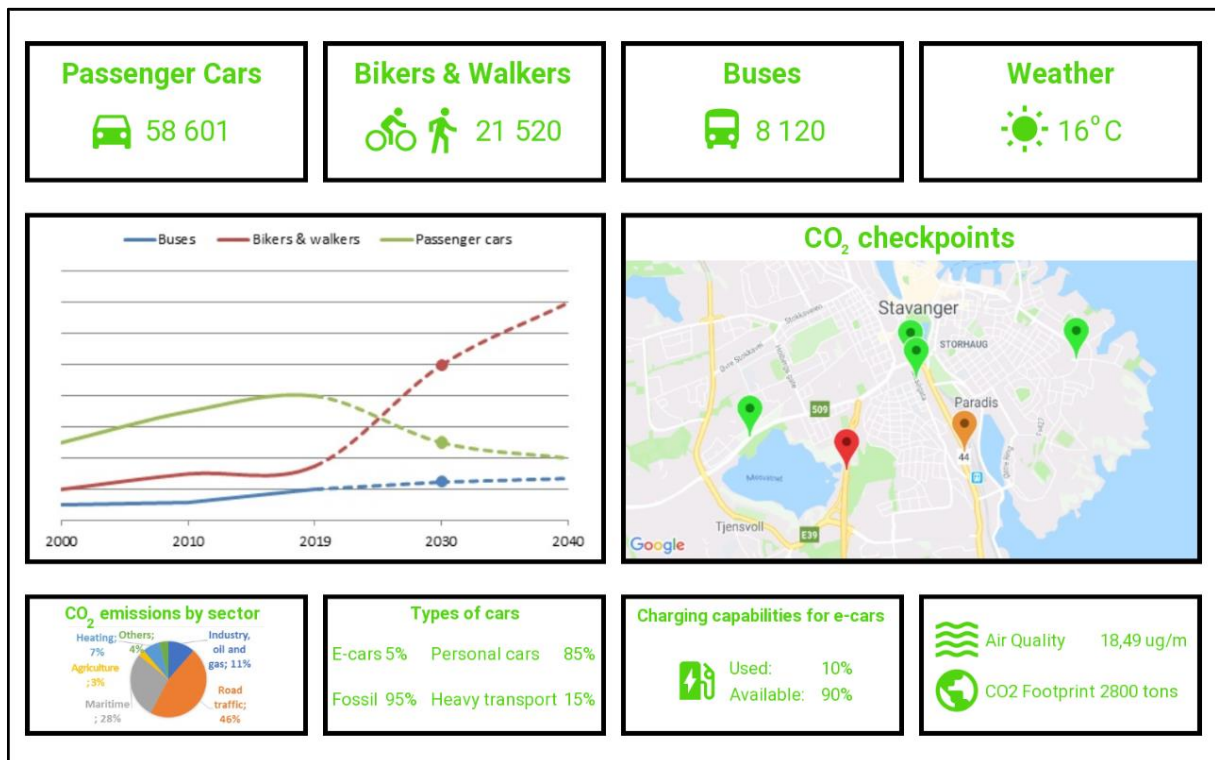 Passenger Cars
58 601
Bikers & Walkers
21 520
Buses
8 120
Weather
16°C
Buses
Bikers & walkers
Passenger cars
2000
2010
2019
2030
2040
CO₂ checkpoints
Stavanger
STORHAUG
Stokkaveien
509
Paradis
44
Mosvatnet
Tjensvoll
E39
Google
CO₂ emissions by sector
Heating;
7%
Others;
4%
Industry,
oil and
gas; 11%
Agriculture
; 3%
Maritime
; 28%
Road
traffic;
46%
Types of cars
E-cars 5% Personal cars 85%
Fossil 95% Heavy transport 15%
Charging capabilities for e-cars
Used: 10%
Available: 90%
Air Quality 18,49 ug/m
CO2 Footprint 2800 tons